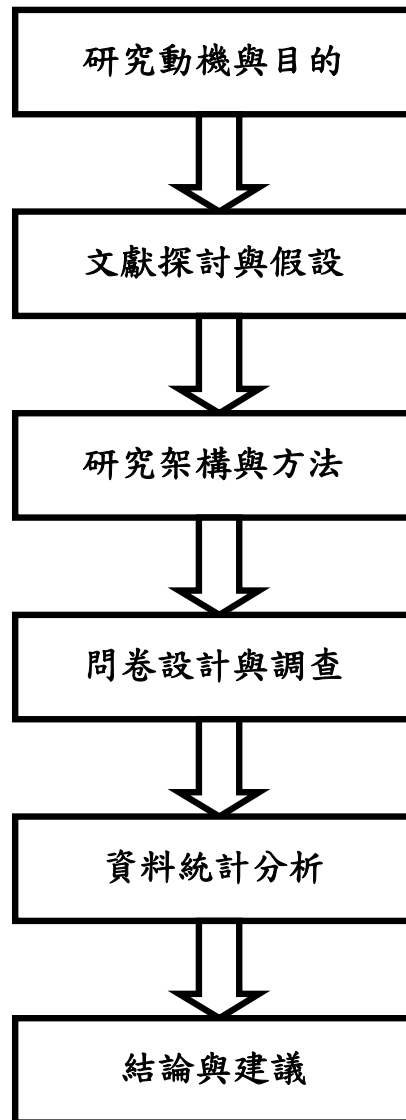 研究動機與目的
文獻探討與假設
研究架構與方法
問卷設計與調查
資料統計分析
結論與建議